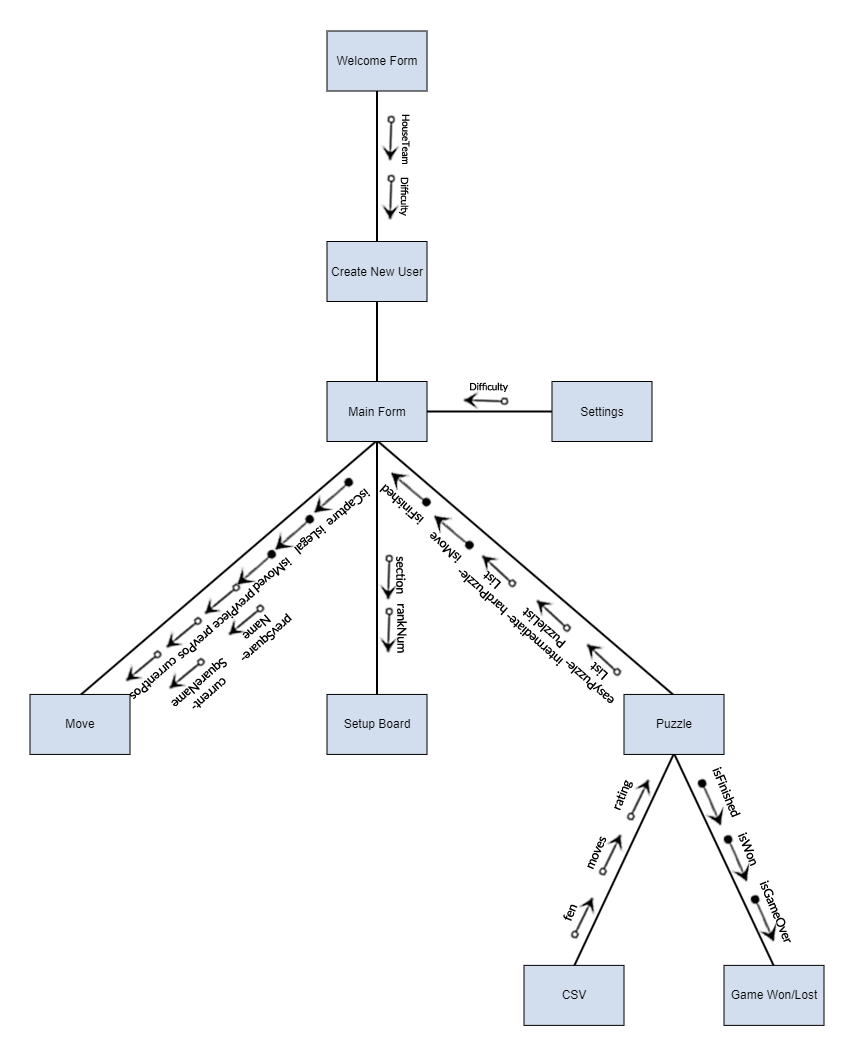 Welcome Form
HouseTeam
Difficulty
Create New User
Main Form
Difficulty
Settings
isCapture
isLegal
isMoved
prevPiece
prevPos
currentPos
prevSquare-
Name
current-
SquareName
section
rankNum
isFinished
isMove
hardPuzzle-
List
intermediate-
PuzzleList
easyPuzzle-
List
Move
Setup Board
Puzzle
rating
moves
fen
isFinished
isWon
isGameOver
CSV
Game Won/Lost